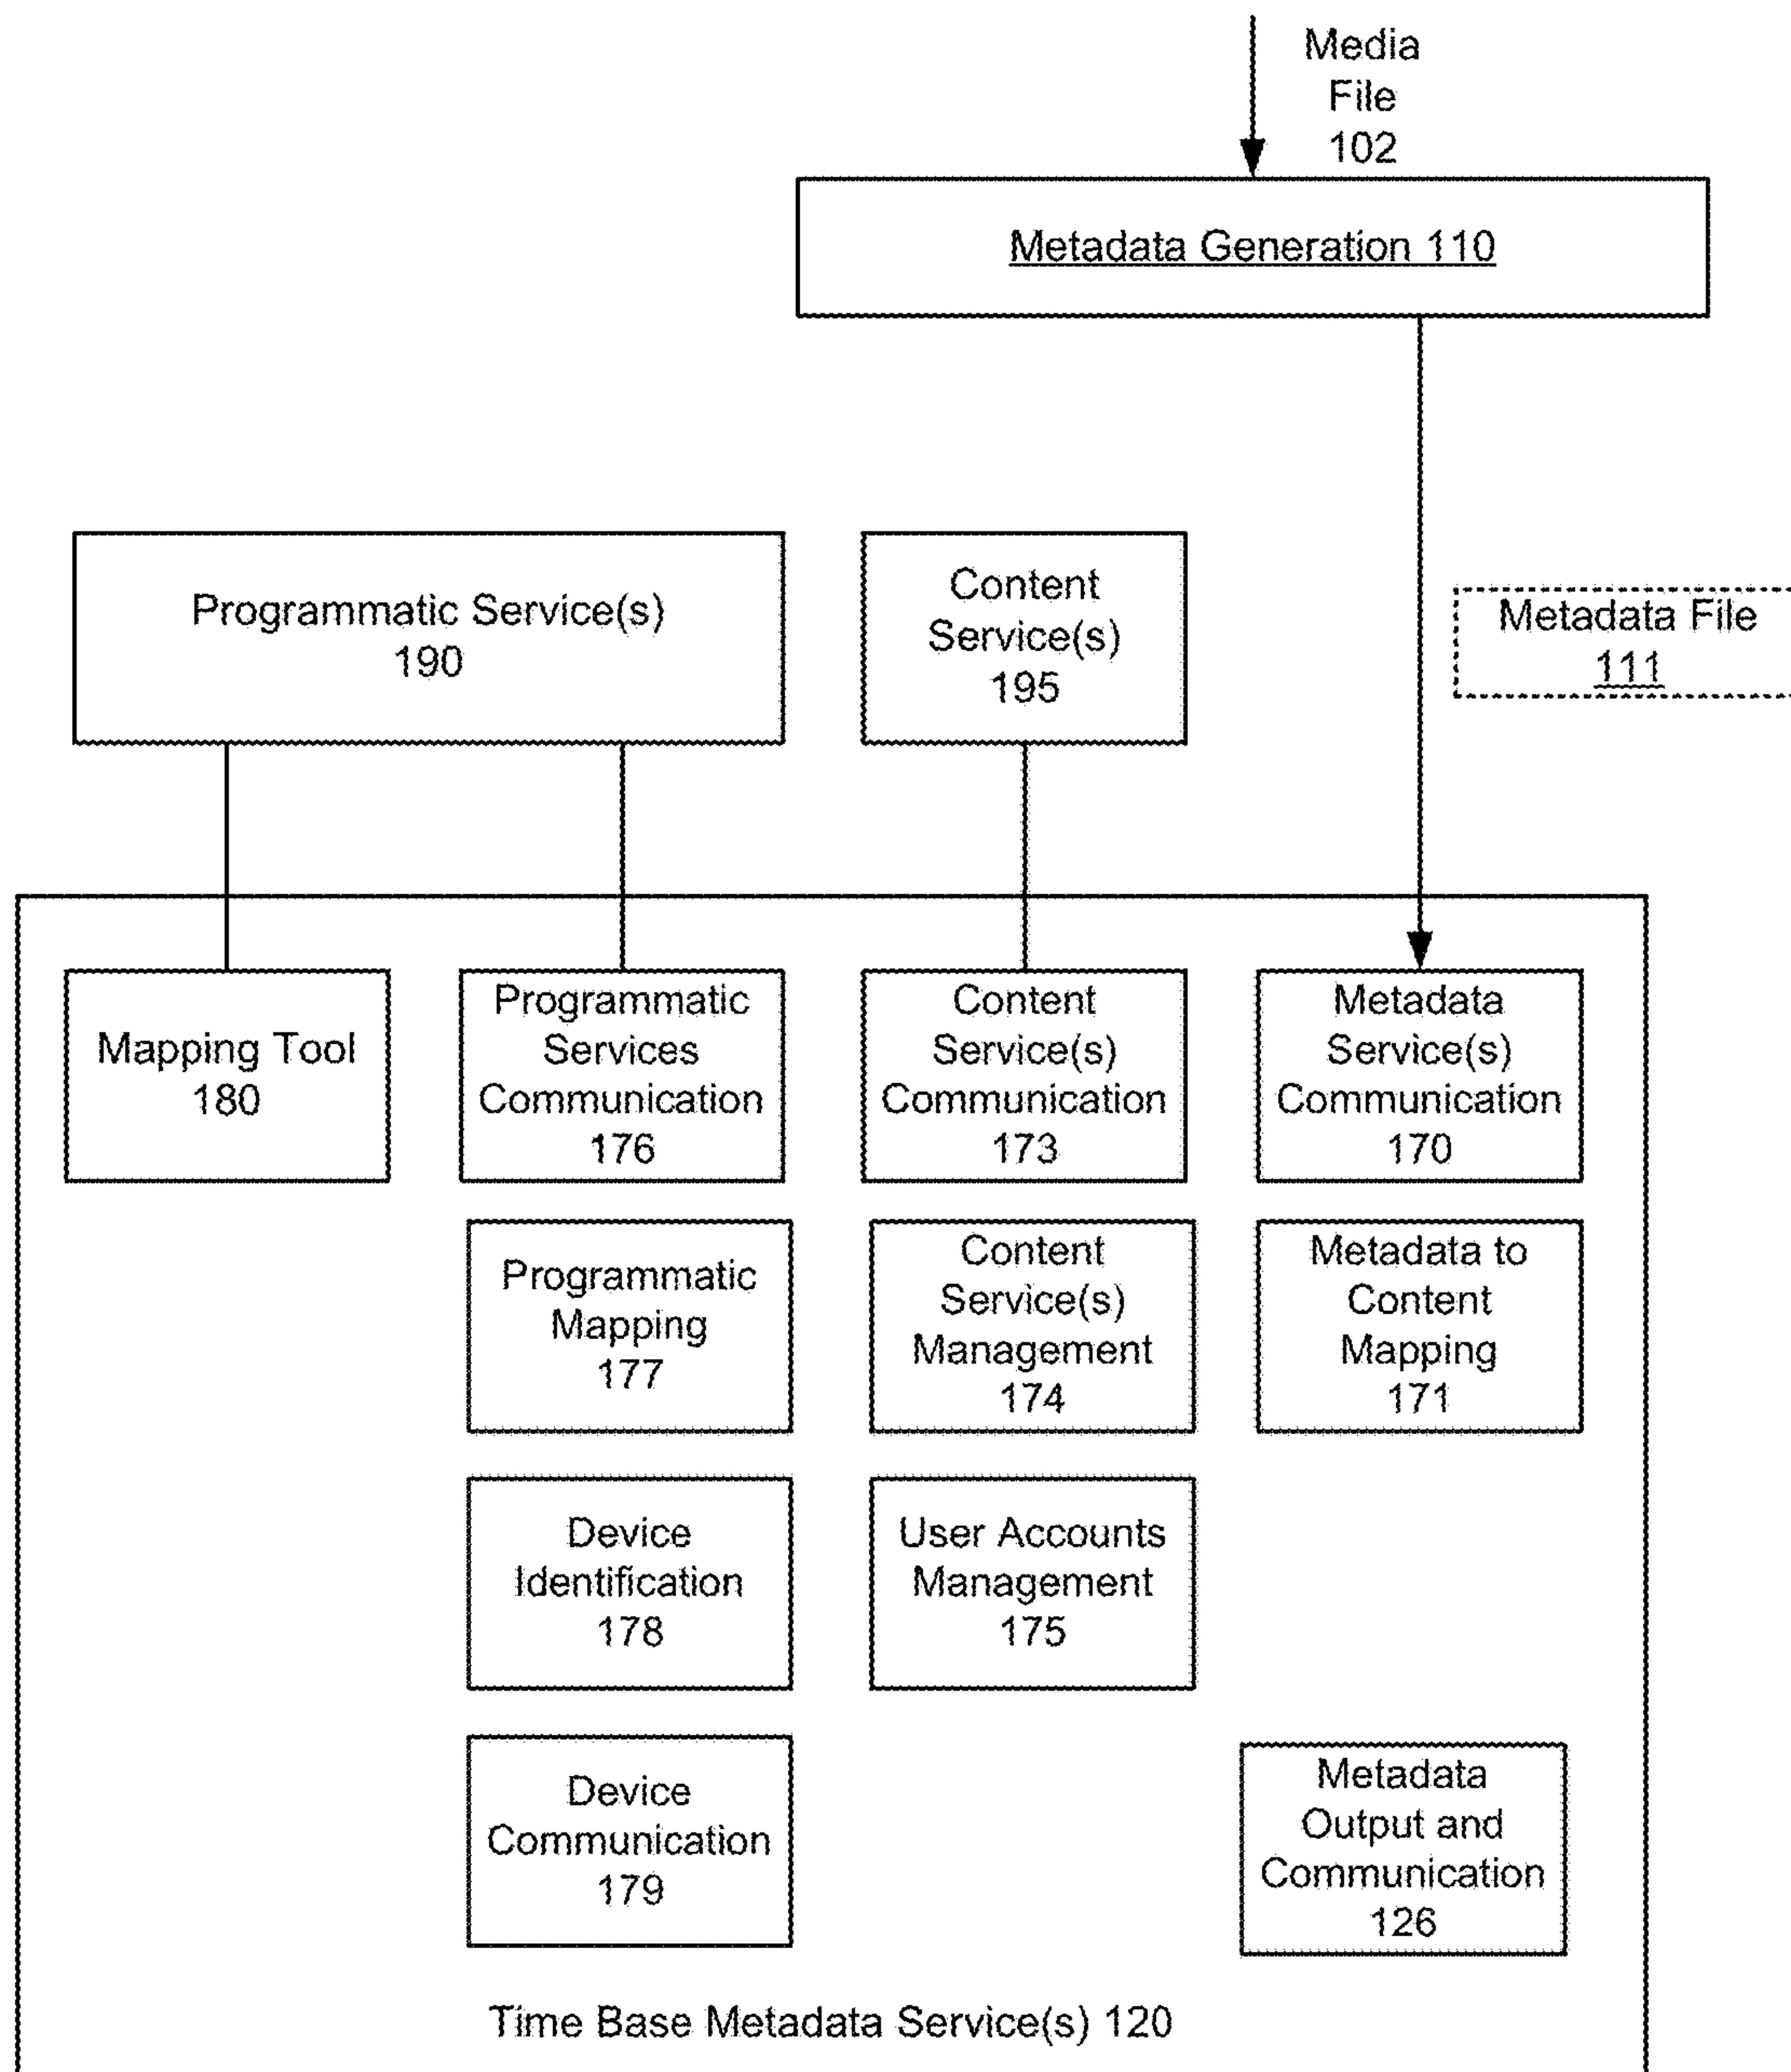 Media
File
102
Metadata Generation 110
Programmatic Service(s)
190
Content
Service(s)
195
Metadata File
111
Mapping Tool
180
Programmatic
Services
Communication
176
Content
Service(s)
Communication
173
Metadata
Service(s)
Communication
170
Programmatic
Mapping
177
Content
Service(s)
Management
174
Metadata to
Content
Mapping
171
Device
Identification
178
User Accounts
Management
175
Device
Communication
179
Metadata
Output and
Communication
126
Time Base Metadata Service(s) 120